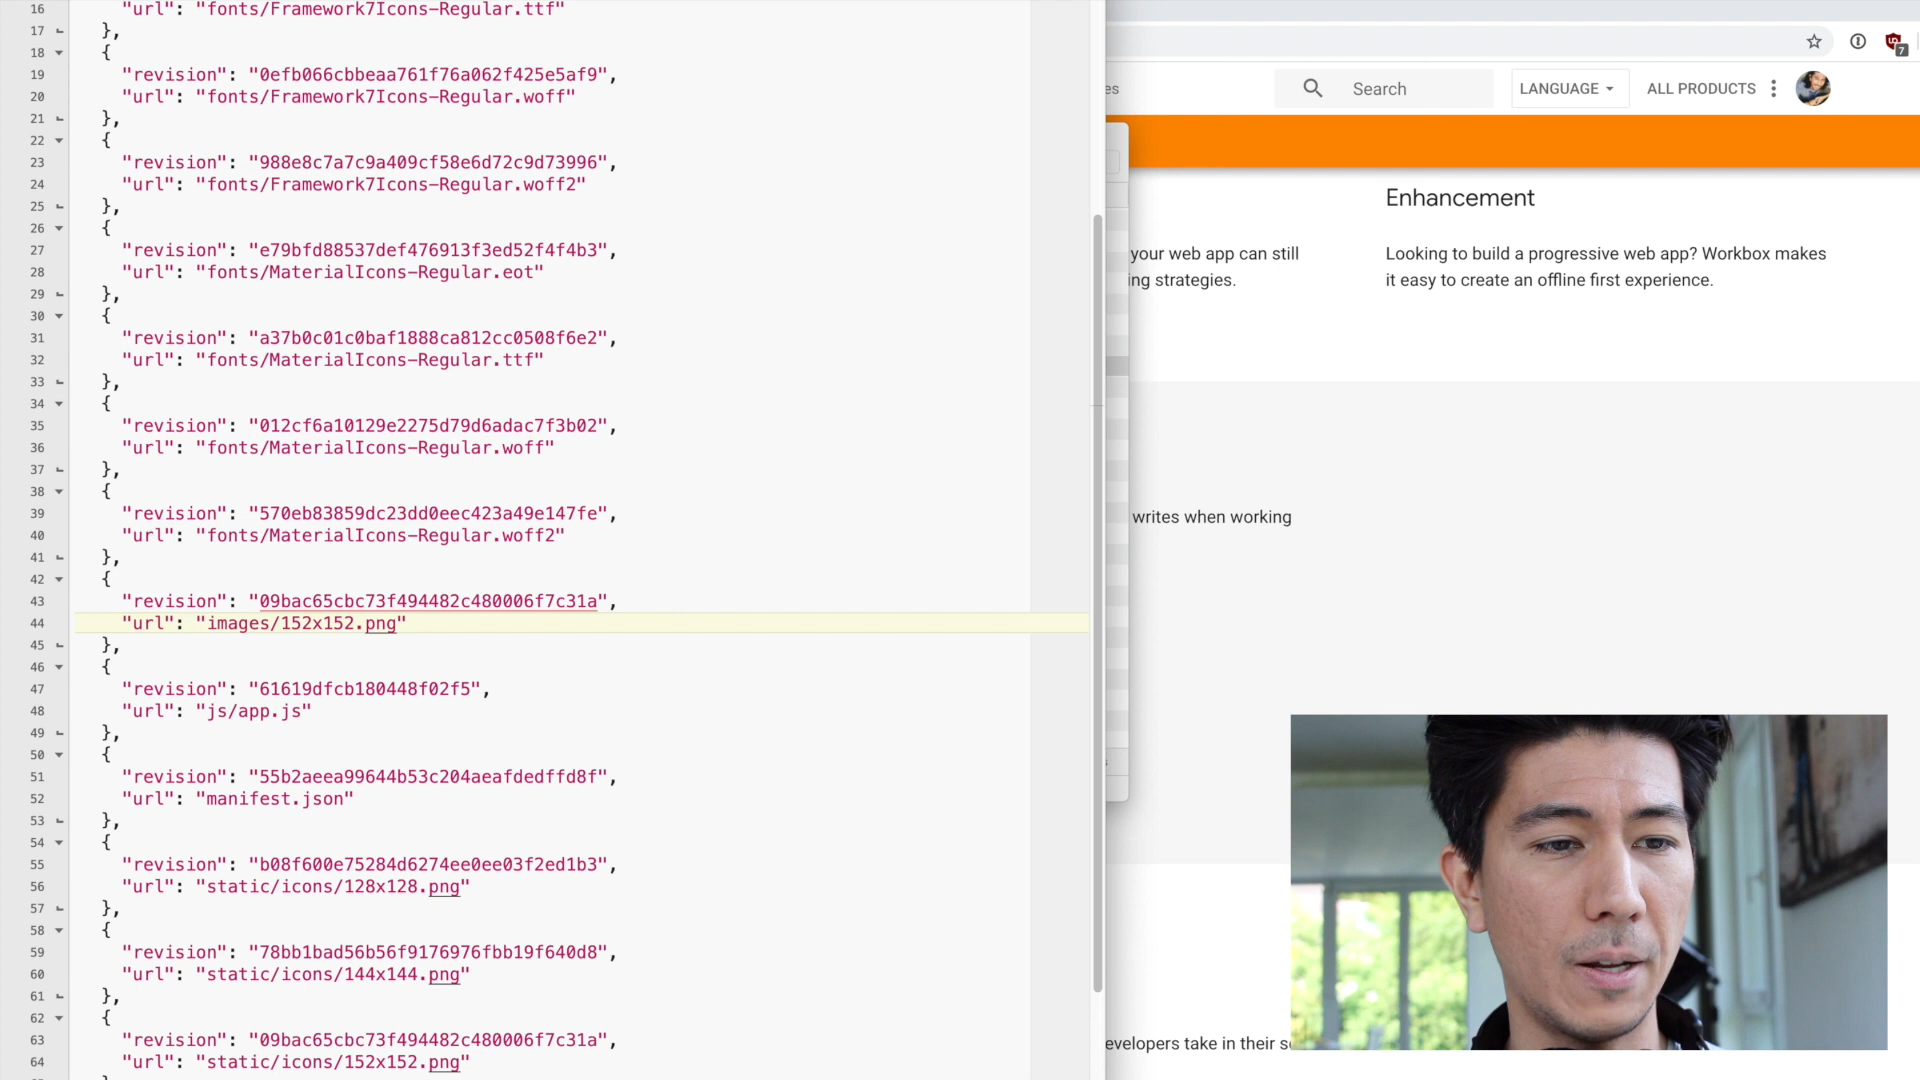 16 "url": "fonts/Framework7Icons-Regular.ttf"
17 },
18 {
19 "revision": "0efb066cbbeaa761f76a062f425e5af9",
20 "url": "fonts/Framework7Icons-Regular.woff"
21 },
22 {
23 "revision": "988e8c7a7c9a409cf58e6d72c9d73996",
24 "url": "fonts/Framework7Icons-Regular.woff2"
25 },
26 {
27 "revision": "e79bfd88537def476913f3ed52f4f4b3",
28 "url": "fonts/MaterialIcons-Regular.eot"
29 },
30 {
31 "revision": "a37b0c01c0baf1888ca812cc0508f6e2",
32 "url": "fonts/MaterialIcons-Regular.ttf"
33 },
34 {
35 "revision": "012cf6a10129e2275d79d6adac7f3b02",
36 "url": "fonts/MaterialIcons-Regular.woff"
37 },
38 {
39 "revision": "570eb83859dc23dd0eec423a49e147fe",
40 "url": "fonts/MaterialIcons-Regular.woff2"
41 },
42 {
43 "revision": "09bac65cbc73f494482c480006f7c31a",
44 "url": "images/152x152.png"
45 },
46 {
47 "revision": "61619dfcb180448f02f5",
48 "url": "js/app.js"
49 },
50 {
51 "revision": "55b2aeea99644b53c204aeafdedffd8f",
52 "url": "manifest.json"
53 },
54 {
55 "revision": "b08f600e75284d6274ee0ee03f2ed1b3",
56 "url": "static/icons/128x128.png"
57 },
58 {
59 "revision": "78bb1bad56b56f9176976fbb19f640d8",
60 "url": "static/icons/144x144.png"
61 },
62 {
63 "revision": "09bac65cbc73f494482c480006f7c31a",
64 "url": "static/icons/152x152.png"
7
es Search LANGUAGE ALL PRODUCTS
Enhancement
your web app can still
ing strategies.
Looking to build a progressive web app? Workbox makes
it easy to create an offline first experience.
writes when working
evelopers take in their s